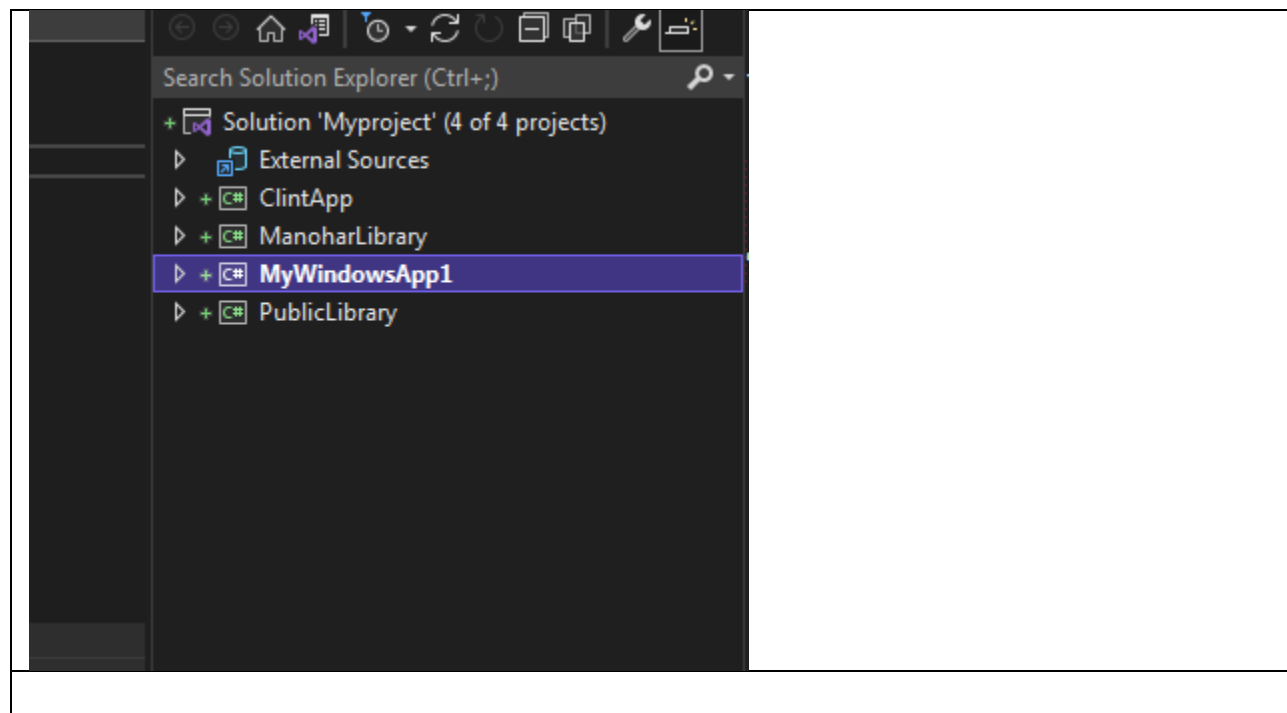 Search Solution Explorer (Ctrl+;)
Solution 'Myproject' (4 of 4 projects)
External Sources
C# ClintApp
C# ManoharLibrary
C# MyWindowsApp1
C# PublicLibrary